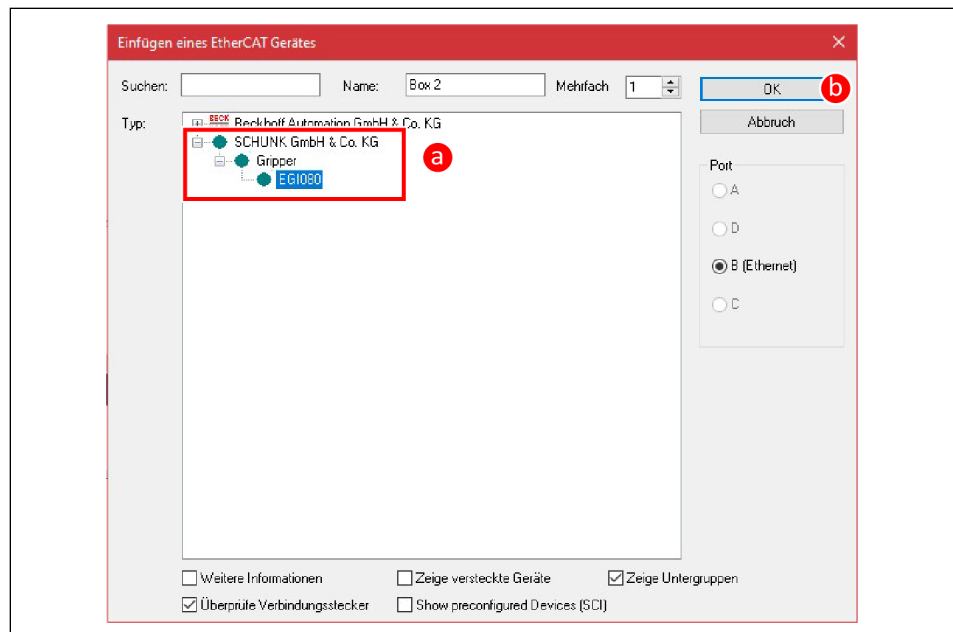 Einfügen eines EtherCAT Gerätes
Suchen: Name: Box 2 Mehrfach 1 OK b
Typ: BECK Beckhoff Automation GmbH & Co. KG Abbruch
SCHUNK GmbH & Co. KG
a
Gripper
EGI080
Port
A
D
B (Ethernet)
C
Weitere Informationen Zeige versteckte Geräte Zeige Untergruppen
Überprüfe Verbindungsstecker Show preconfigured Devices (SCI)